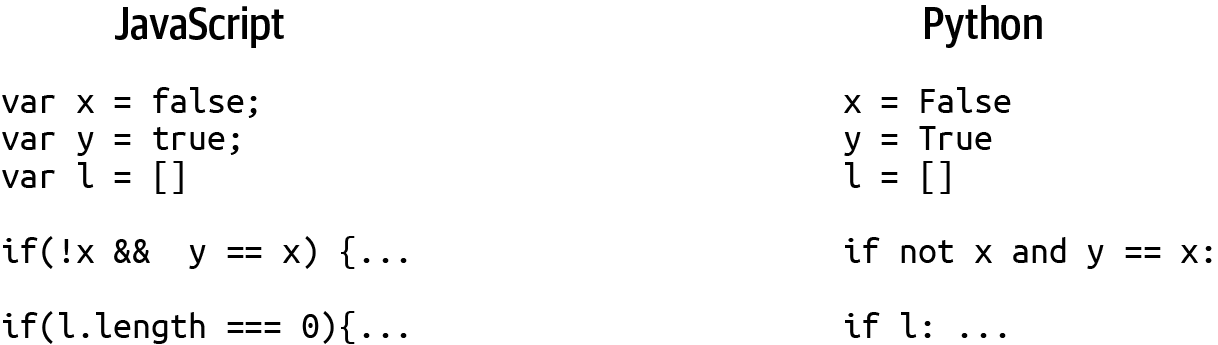 JavaScript
var x = false;
var y = true;
var l = []
if(!x &&  y == x) {...
if(l.length === 0){...
Python
x = False
y = True
l = []
if not x and y == x:
if l: ...